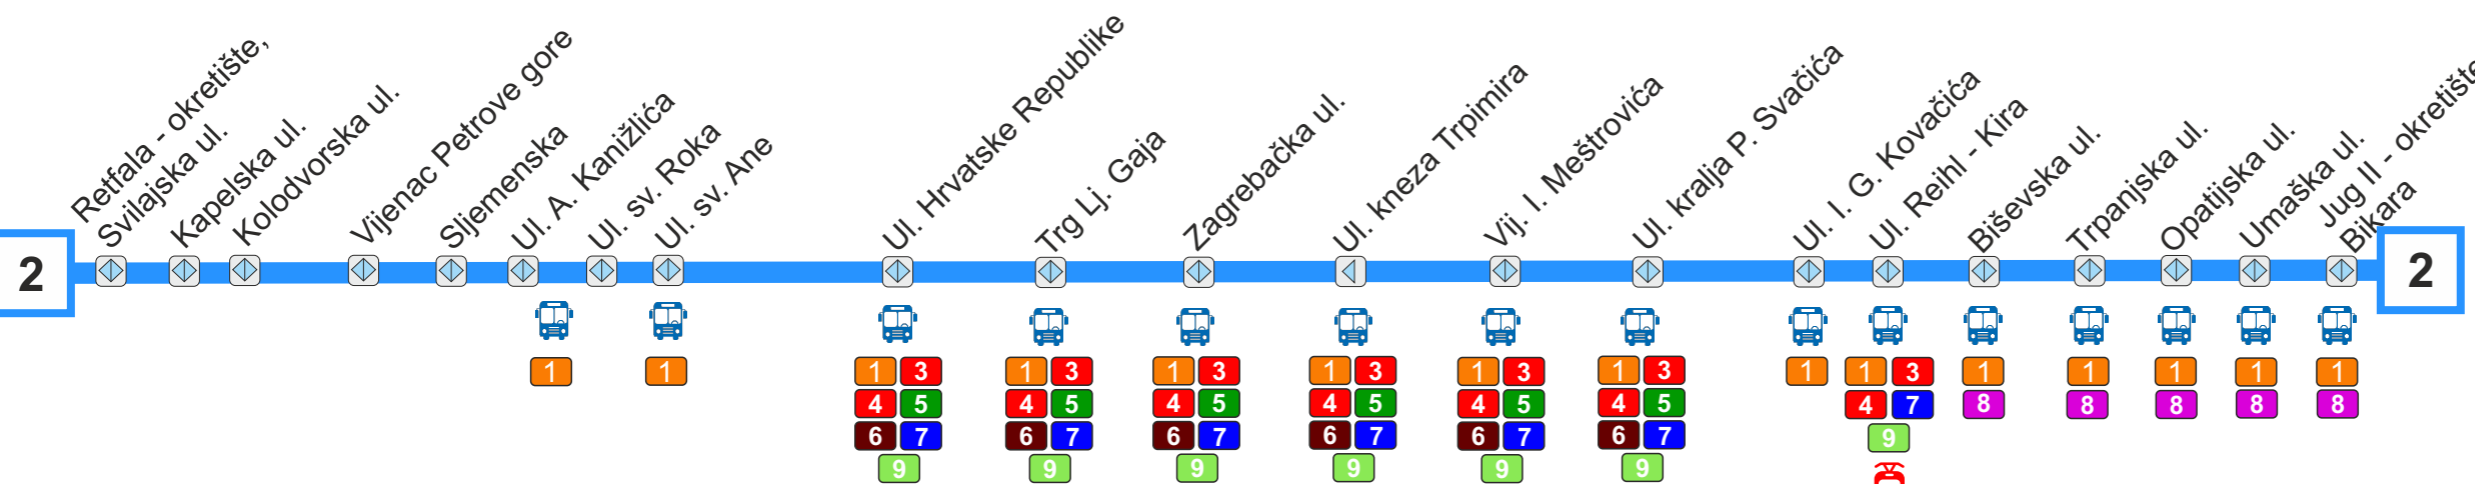 2
Retfala - okretište,
Svilajska ul.
Kapelska ul.
Kolodvorska ul.
Vijenac Petrove gore
Sljemenska
Ul. A. Kanižlića
Ul. sv. Roka
Ul. sv. Ane
Ul. Hrvatske Republike
Trg Lj. Gaja
Zagrebačka ul.
Ul. kneza Trpimira
Vij. I. Meštrovića
Ul. kralja P. Svačića
Ul. I. G. Kovačića
Ul. Reihl - Kira
Biševska ul.
Trpanjska ul.
Opatijska ul.
Umaška ul.
Jug II - okretište
Bikara
2
1
1
1 3
4 5
6 7
9
1 3
4 5
6 7
9
1 3
4 5
6 7
9
1 3
4 5
6 7
9
1 3
4 5
6 7
9
1 3
4 5
6 7
9
1
1 3
4 7
9
1
8
1
8
1
8
1
8
1
8